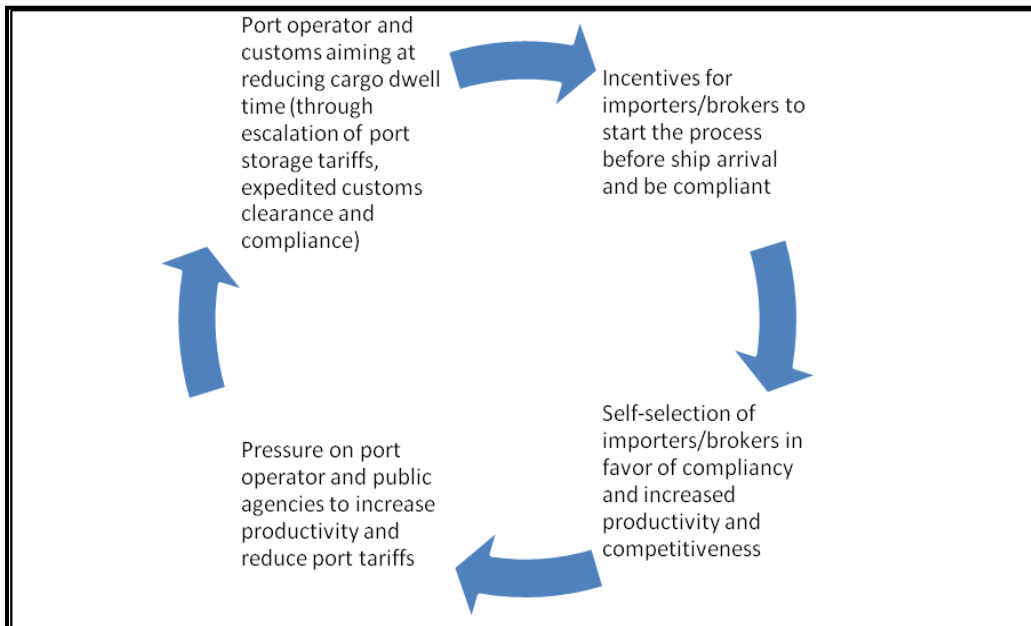 Port operator and
customs aiming at
reducing cargo dwell
time (through
escalation of port
storage tariffs,
expedited customs
clearance and
compliance)
Incentives for
importers/brokers to
start the process
before ship arrival
and be compliant
Self-selection of
importers/brokers in
favor of compliancy
and increased
productivity and
competitiveness
Pressure on port
operator and public
agencies to increase
productivity and
reduce port tariffs